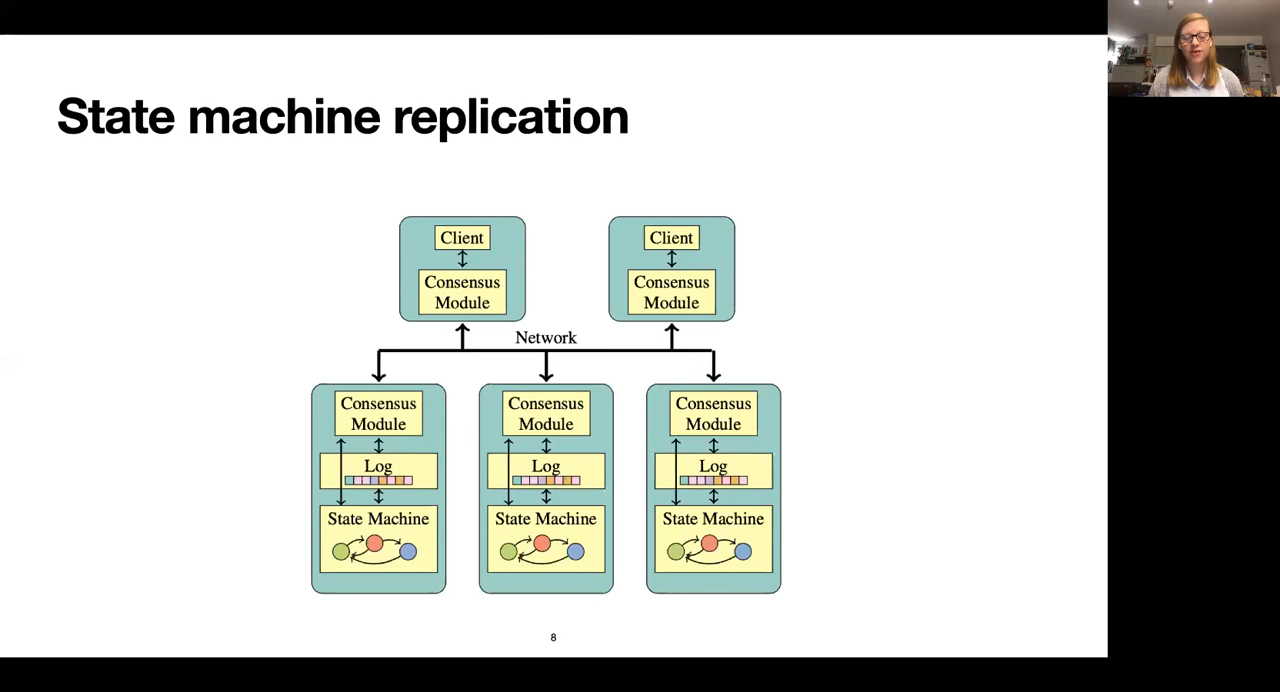 State machine replication
Client
Client
Consensus
Module
Consensus
Module
Network
Consensus
Module
Consensus
Module
Consensus
Module
Log
Log
Log
State Machine
State Machine
State Machine
8